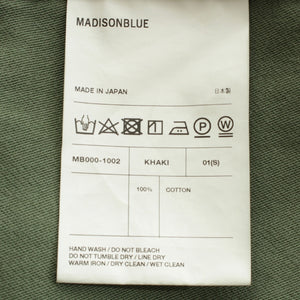 MADISONBLUE
MADE IN JAPAN 日本製
MB000-1002 KHAKI 01(S)
100% COTTON
HAND WASH / DO NOT BLEACH
DO NOT TUMBLE DRY / LINE DRY
WARM IRON / DRY CLEAN / WET CLEAN